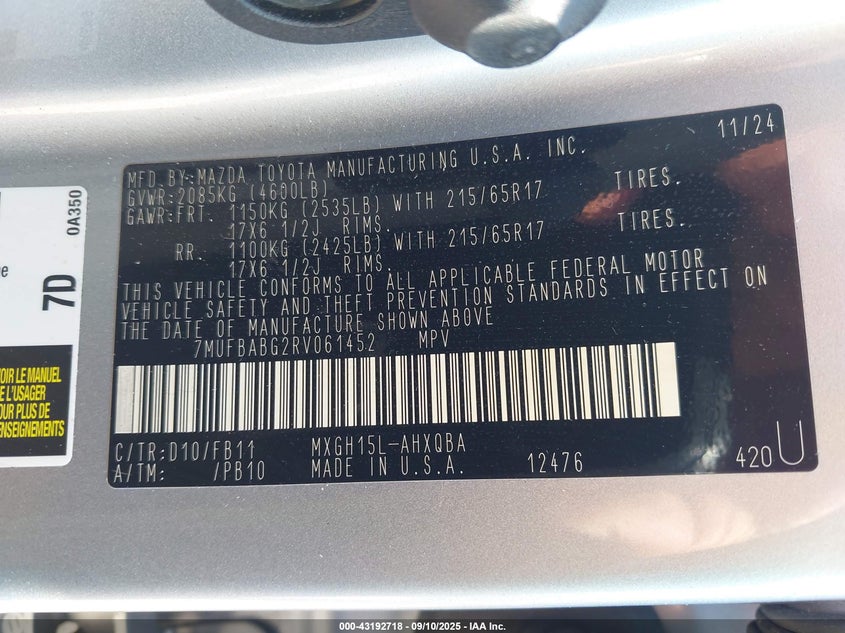 11/24
MFD.BY:MAZDA TOYOTA MANUFACTURING U.S.A. INC.
GVWR:2085KG (4600LB)
GAWR:FRT. 1150KG (2535LB) WITH 215/65R17 TIRES.
17X6 1/2J RIMS.
RR. 1100KG (2425LB) WITH 215/65R17 TIRES.
17X6 1/2J RIMS.
THIS VEHICLE CONFORMS TO ALL APPLICABLE FEDERAL MOTOR
VEHICLE SAFETY AND THEFT PREVENTION STANDARDS IN EFFECT ON
THE DATE OF MANUFACTURE SHOWN ABOVE
7MUFBABG2RV061452 MPV
C/TR:D10/FB11 MXGH15L-AHXQBA
A/TM: /PB10 MADE IN U.S.A. 12476 420 U
7D 0A350
OIR LE MANUEL
E L'USAGER
OUR PLUS DE
ENSEIGNEMENTS
000-43192718 - 09/10/2025 - IAA Inc.